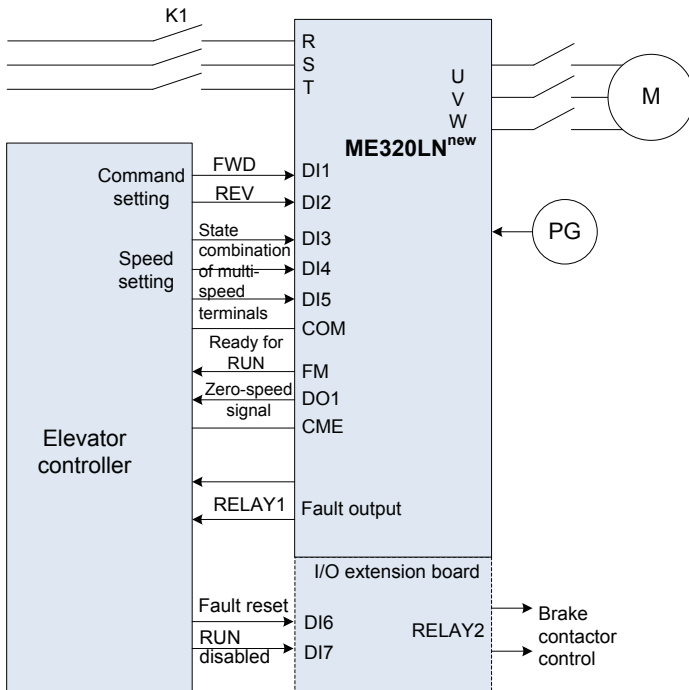 K1
R
S
T
U
V
W
M
ME320LNnew
PG
Command
setting
FWD
DI1
REV
DI2
Speed
setting
State
combination
of multi-
speed
terminals
DI3
DI4
DI5
COM
Ready for
RUN
FM
Zero-speed
signal
DO1
CME
Elevator
controller
RELAY1
Fault output
I/O extension board
Fault reset
DI6
RUN
disabled
DI7
RELAY2
Brake
contactor
control